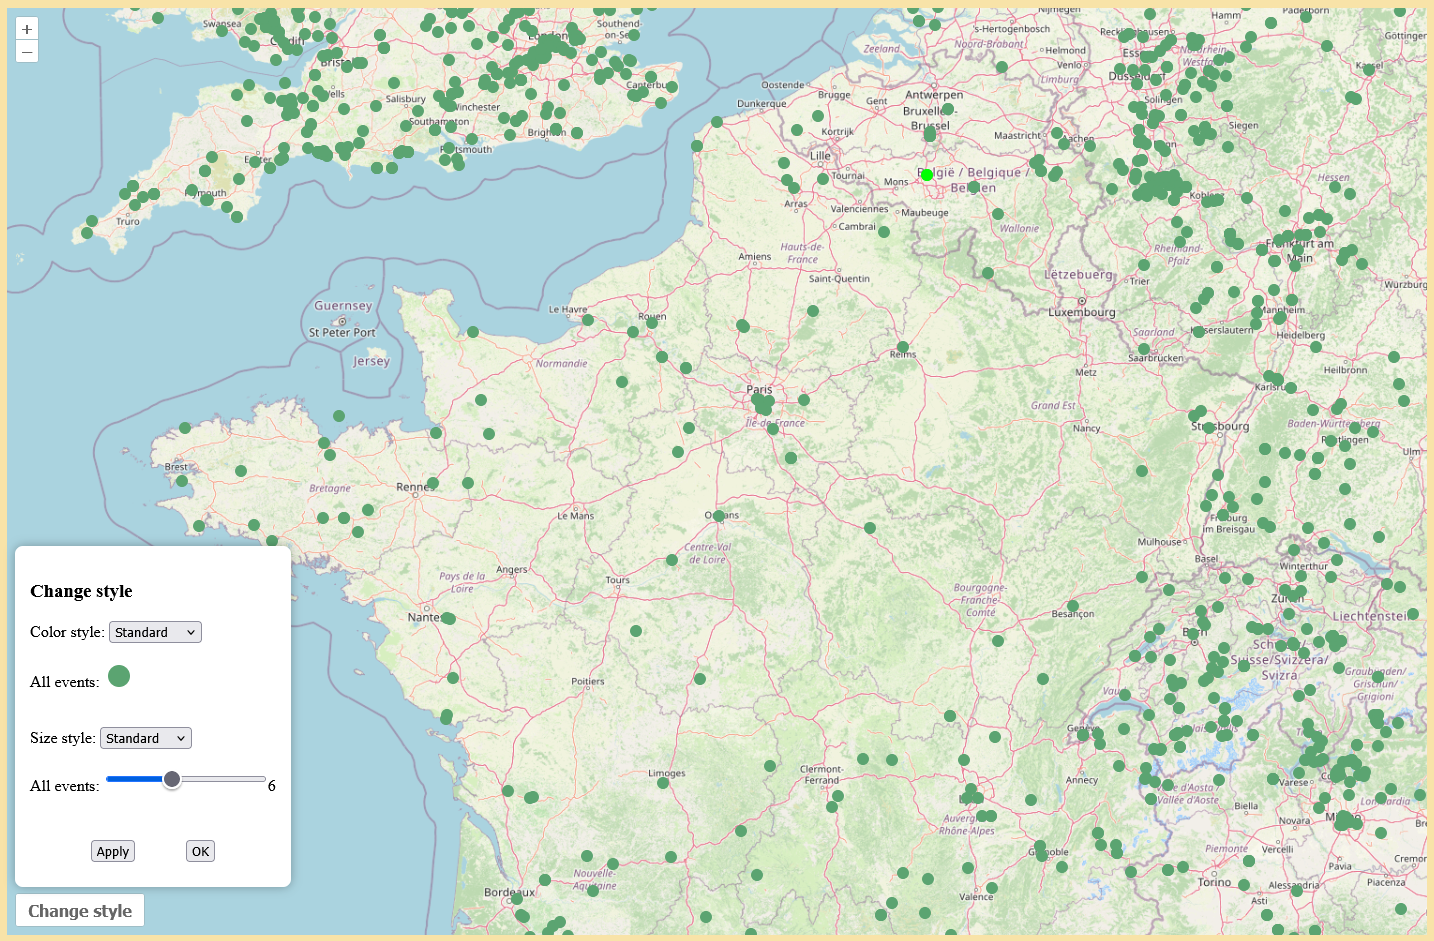 +
−
Swansea
Cardiff
London
Southend-on-Sea
Wells
Salisbury
Winchester
Southampton
Portsmouth
Brighton
Exeter
Plymouth
Truro
Guernsey
St Peter Port
Jersey
Nijmegen
's-Hertogenbosch
Zeeland
Noord-Brabant
Helmond
Venlo
Limburg
Oostende
Dunkerque
Brugge
Gent
Antwerpen
Bruxelles -
Brussel
Kortrijk
Lille
Tournai
Maastricht
Aachen
België / Belgique /
Belgien
Mons
Arras
Valenciennes
Maubeuge
Cambrai
Wallonie
Hamm
Paderborn
Göttingen
Kassel
Düsseldorf
Solingen
Siegen
Koblenz
Hessen
Frankfurt am
Main
Rheinland-
Pfalz
Trier
Würzburg
Lëtzebuerg
Luxembourg
Saarland
Saarbrücken
Kaiserslautern
Mannheim
Heidelberg
Heilbronn
Karlsruhe
Baden-Württemberg
Reutlingen
Ulm
Amiens
Hauts-de-
France
Saint-Quentin
Le Havre
Rouen
Normandie
Reims
Metz
Paris
Île-de-France
Grand Est
Nancy
Strasbourg
Brest
Bretagne
Rennes
Le Mans
Orléans
Centre-Val
de Loire
Pays de la
Loire
Angers
Tours
Nantes
Poitiers
Bourgogne-
Franche-
Comté
Besançon
Mulhouse
Freiburg
im Breisgau
Basel
Winterthur
Zürich
Liechtenstein
Bern
Schweiz/
Suisse/Svizzera/
Svizra
Graubünden/
Grischun/
Grigioni
Vaud
Genève
Annecy
Limoges
Clermont-
Ferrand
Auvergne-
Rhône-Alpes
Grenoble
Valence
Nouvelle-
Aquitaine
Bordeaux
Valle d'Aosta /
Vallée d'Aoste
Biella
Varese
Lombardia
Novara
Milano
Piemonte
Vercelli
Pavia
Cremona
Piacenza
Torino
Asti
Alessandria
Change style
Color style: Standard
All events:
Size style: Standard
All events: 6
Apply OK
Change style